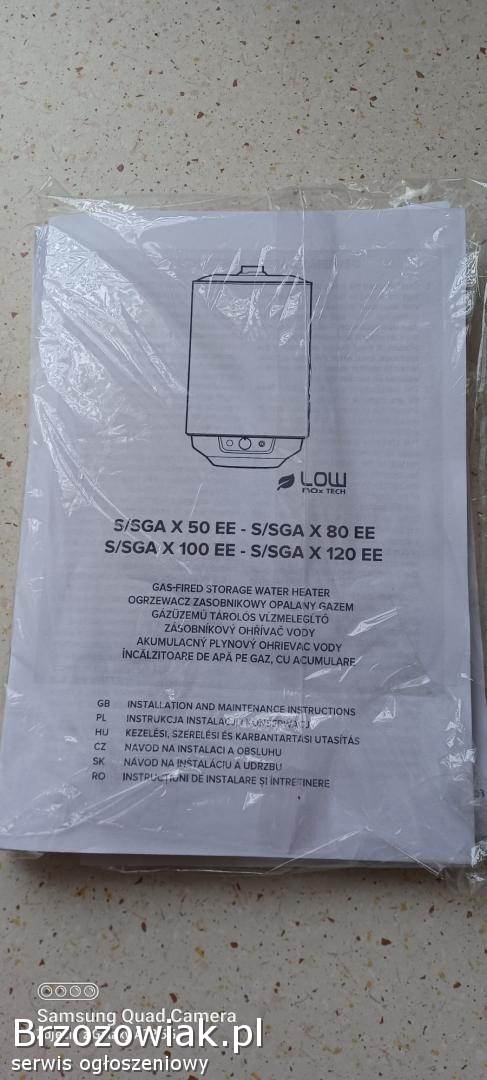 LOW
nox TECH
S/SGA X 50 EE - S/SGA X 80 EE
S/SGA X 100 EE - S/SGA X 120 EE
GAS-FIRED STORAGE WATER HEATER
OGRZEWACZ ZASOBNIKOWY OPALANY GAZEM
GÁZÜZEMŰ TÁROLÓS VÍZMELEGÍTŐ
ZÁSOBNÍKOVÝ OHŘÍVAČ VODY
AKUMULAČNÝ PLYNOVÝ OHRIEVAC VODY
ÎNCĂLZITOARE DE APĂ PE GAZ, CU ACUMULARE
GB INSTALLATION AND MAINTENANCE INSTRUCTIONS
PL INSTRUKCJA INSTALACJI I KONSERWACJI
HU KEZELÉSI, SZERELÉSI ÉS KARBANTARTÁSI UTASÍTÁS
CZ NÁVOD NA INSTALACI A OBSLUHU
SK NÁVOD NA INŠTALÁCIU A ÚDRŽBU
RO INSTRUCȚIUNI DE INSTALARE ȘI ÎNTREȚINERE
Samsung Quad Camera
Brzozowiak.pl
serwis ogłoszeniowy